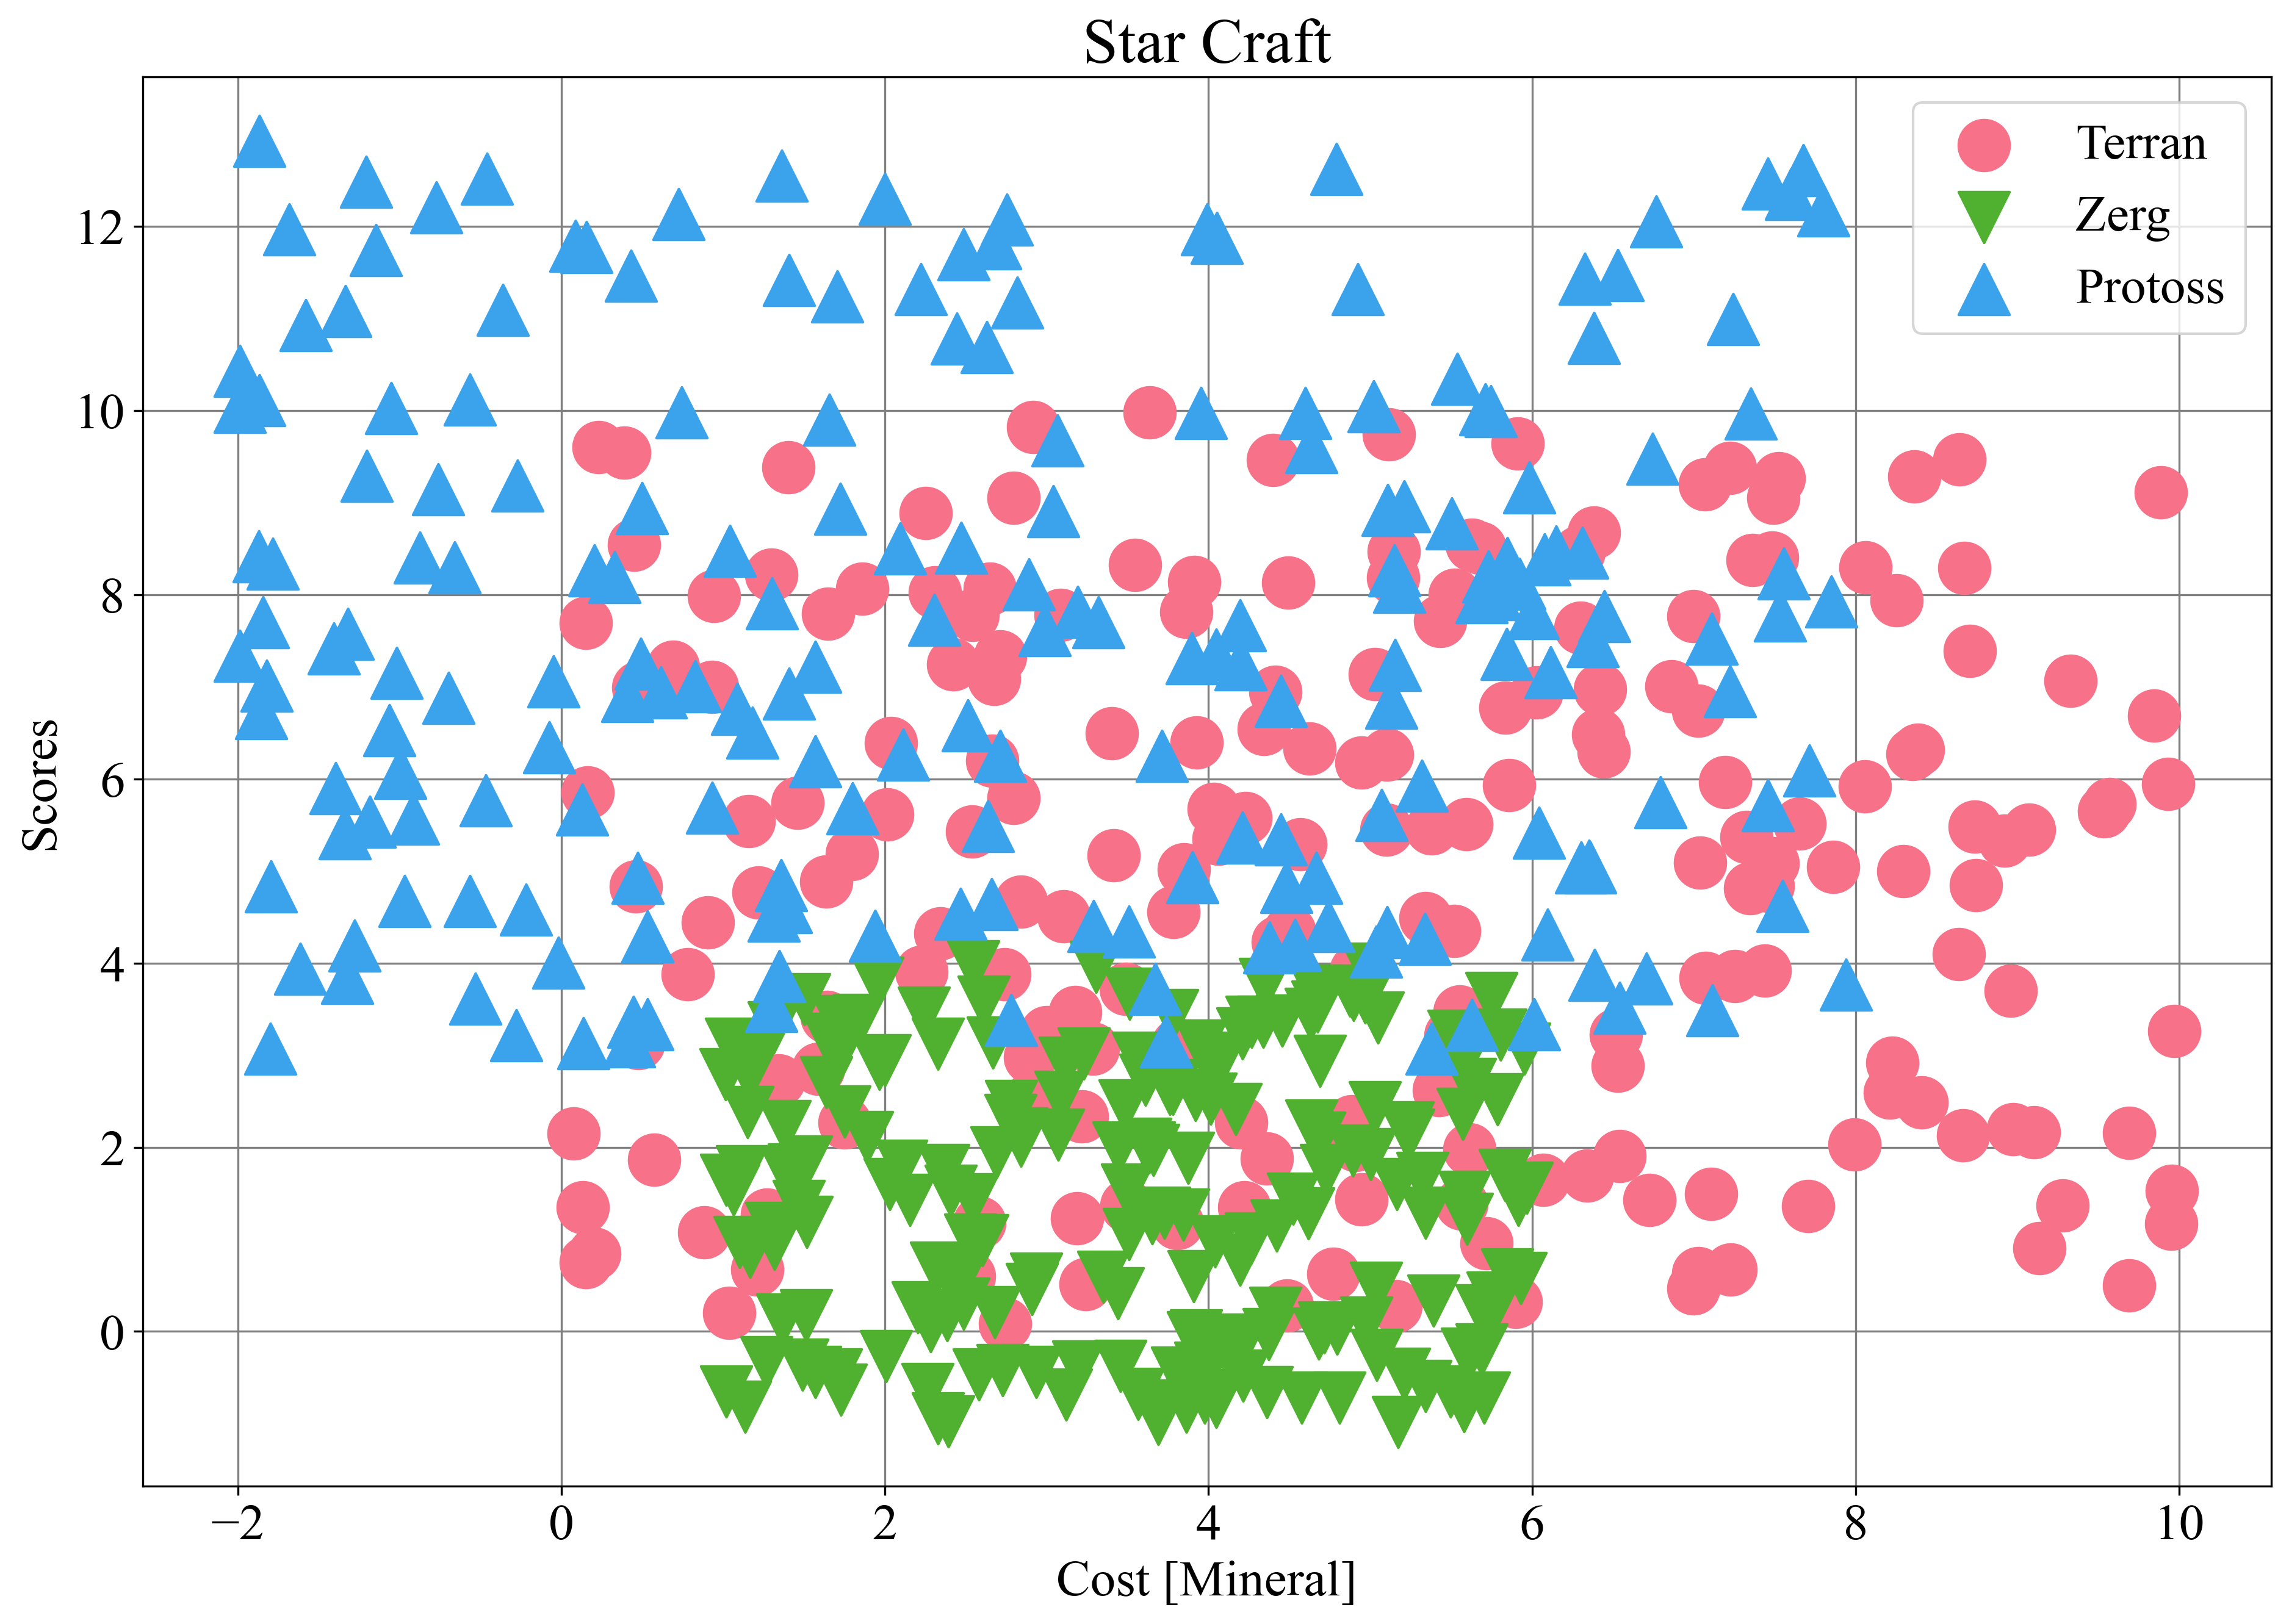 Star Craft
Terran
Zerg
Protoss
Scores
12
10
8
6
4
2
0
−2 0 2 4 6 8 10
Cost [Mineral]